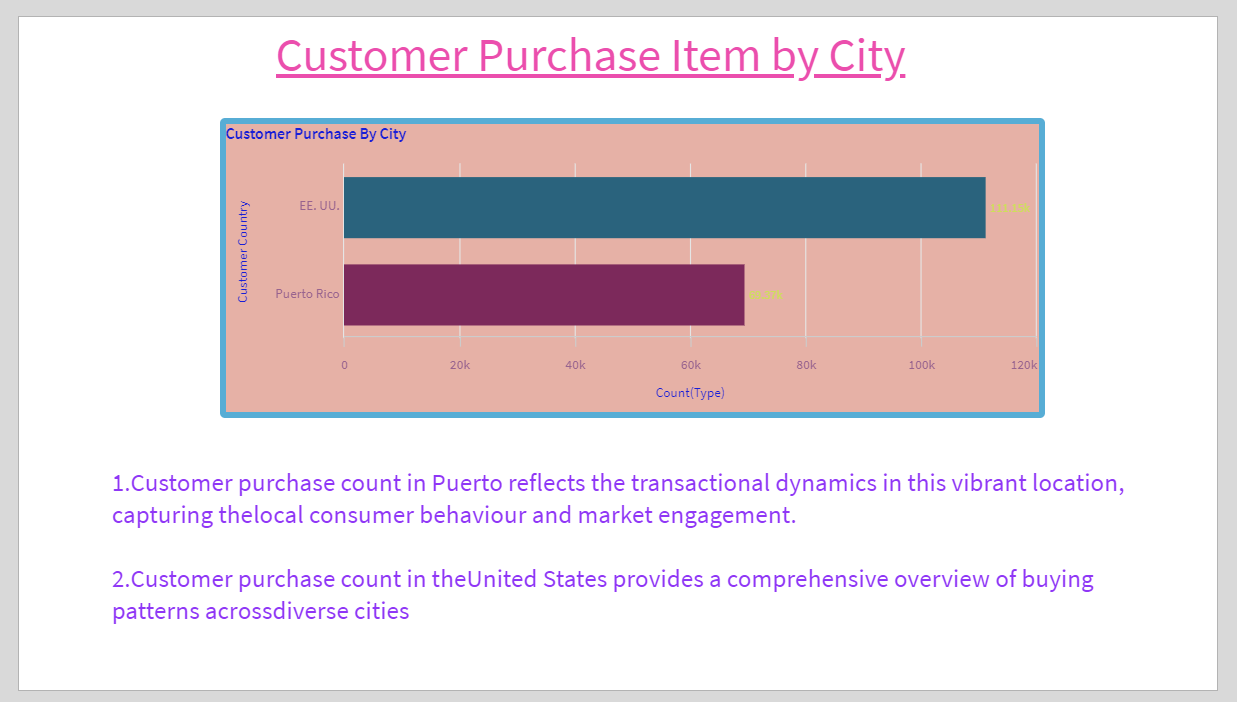 Customer Purchase Item by City
Customer Purchase By City
Customer Country
EE. UU.
111.15k
Puerto Rico
69.37k
0 20k 40k 60k 80k 100k 120k
Count(Type)
1.Customer purchase count in Puerto reflects the transactional dynamics in this vibrant location,
capturing thelocal consumer behaviour and market engagement.
2.Customer purchase count in theUnited States provides a comprehensive overview of buying
patterns acrossdiverse cities